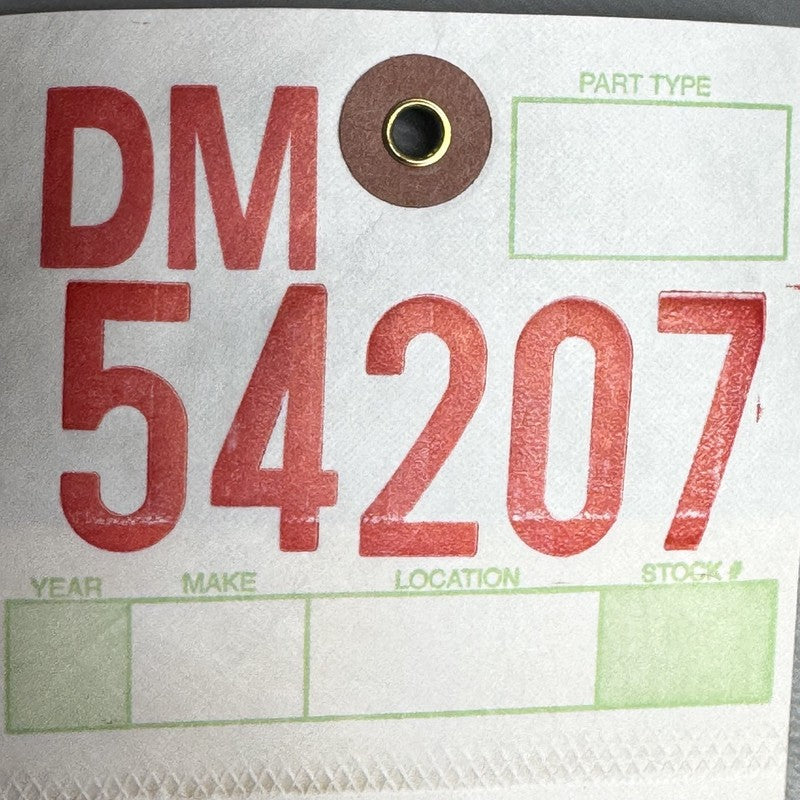 DM
PART TYPE
54207
YEAR MAKE LOCATION STOCK #